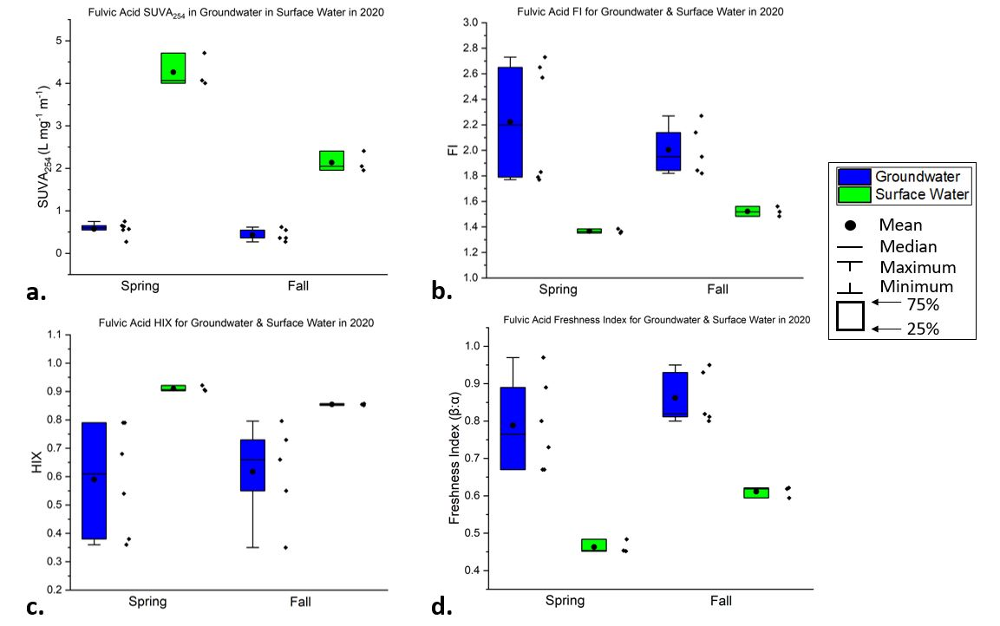 Fulvic Acid SUVA254 in Groundwater in Surface Water in 2020
5
4
3
2
1
0
SUVA254 (L mg-1 m-1)
Spring
Fall
a.
Fulvic Acid FI for Groundwater & Surface Water in 2020
3.0
2.8
2.6
2.4
2.2
2.0
1.8
1.6
1.4
1.2
1.0
FI
Spring
Fall
b.
Groundwater
Surface Water
Mean
Median
Maximum
Minimum
75%
25%
Fulvic Acid HIX for Groundwater & Surface Water in 2020
1.1
1.0
0.9
0.8
0.7
0.6
0.5
0.4
0.3
0.2
HIX
Spring
Fall
c.
Fulvic Acid Freshness Index for Groundwater & Surface Water in 2020
1.0
0.9
0.8
0.7
0.6
0.5
0.4
Freshness Index (β:α)
Spring
Fall
d.